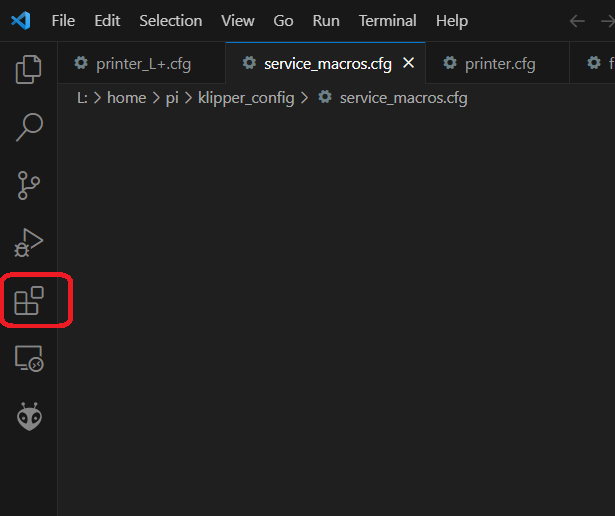 File Edit Selection View Go Run Terminal Help
printer_L+.cfg service_macros.cfg printer.cfg f
L: > home > pi > klipper_config > service_macros.cfg